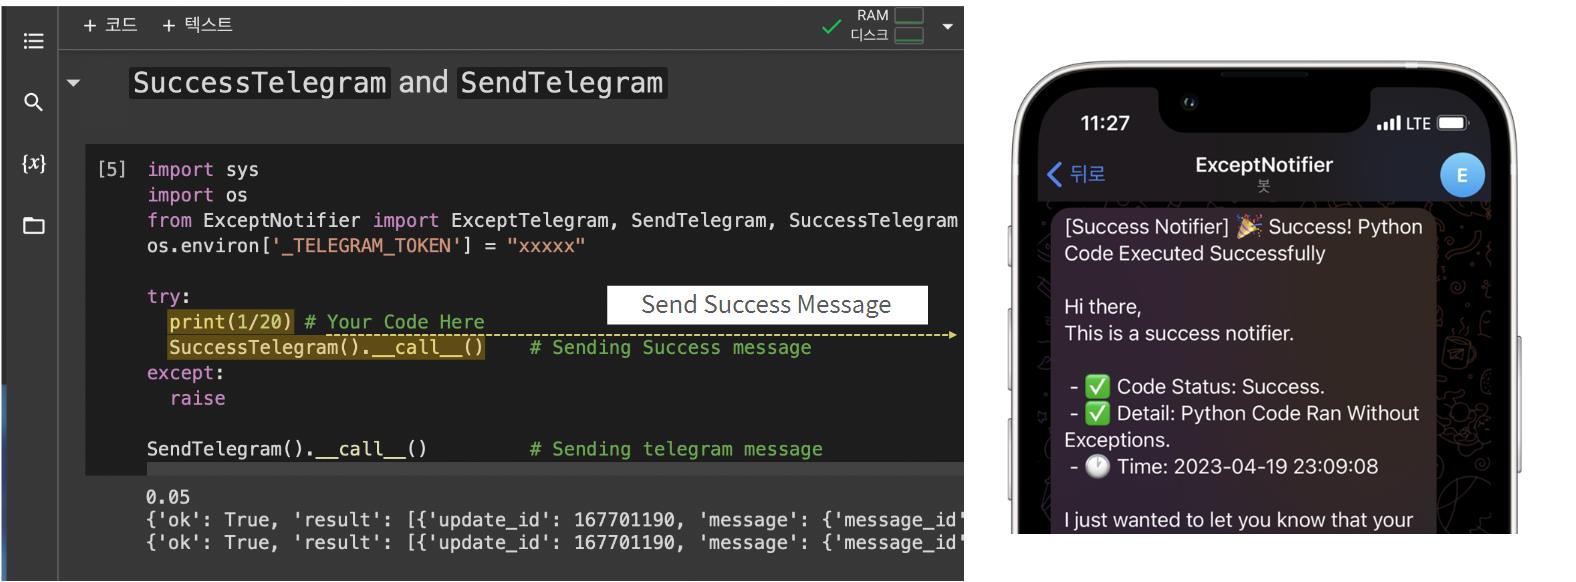 + 코드 + 텍스트
RAM
디스크
SuccessTelegram and SendTelegram
{x}
[5]
import sys
import os
from ExceptNotifier import ExceptTelegram, SendTelegram, SuccessTelegram
os.environ['_TELEGRAM_TOKEN'] = "xxxxx"
try:
print(1/20) # Your Code Here
SuccessTelegram().__call__() # Sending Success message
except:
raise
SendTelegram().__call__() # Sending telegram message
Send Success Message
0.05
{'ok': True, 'result': [{'update_id': 167701190, 'message': {'message_id'
{'ok': True, 'result': [{'update_id': 167701190, 'message': {'message_id'
11:27
LTE
뒤로
ExceptNotifier
봇
E
[Success Notifier] 🎉 Success! Python
Code Executed Successfully
Hi there,
This is a success notifier.
- ✅ Code Status: Success.
- ✅ Detail: Python Code Ran Without
Exceptions.
- 🕐 Time: 2023-04-19 23:09:08
I just wanted to let you know that your